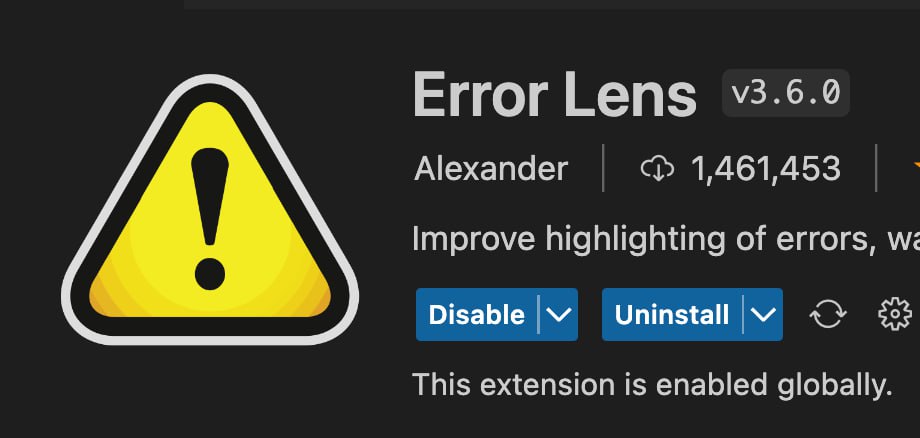 Error Lens v3.6.0
Alexander 1,461,453
Improve highlighting of errors,
Disable Uninstall
This extension is enabled globally.